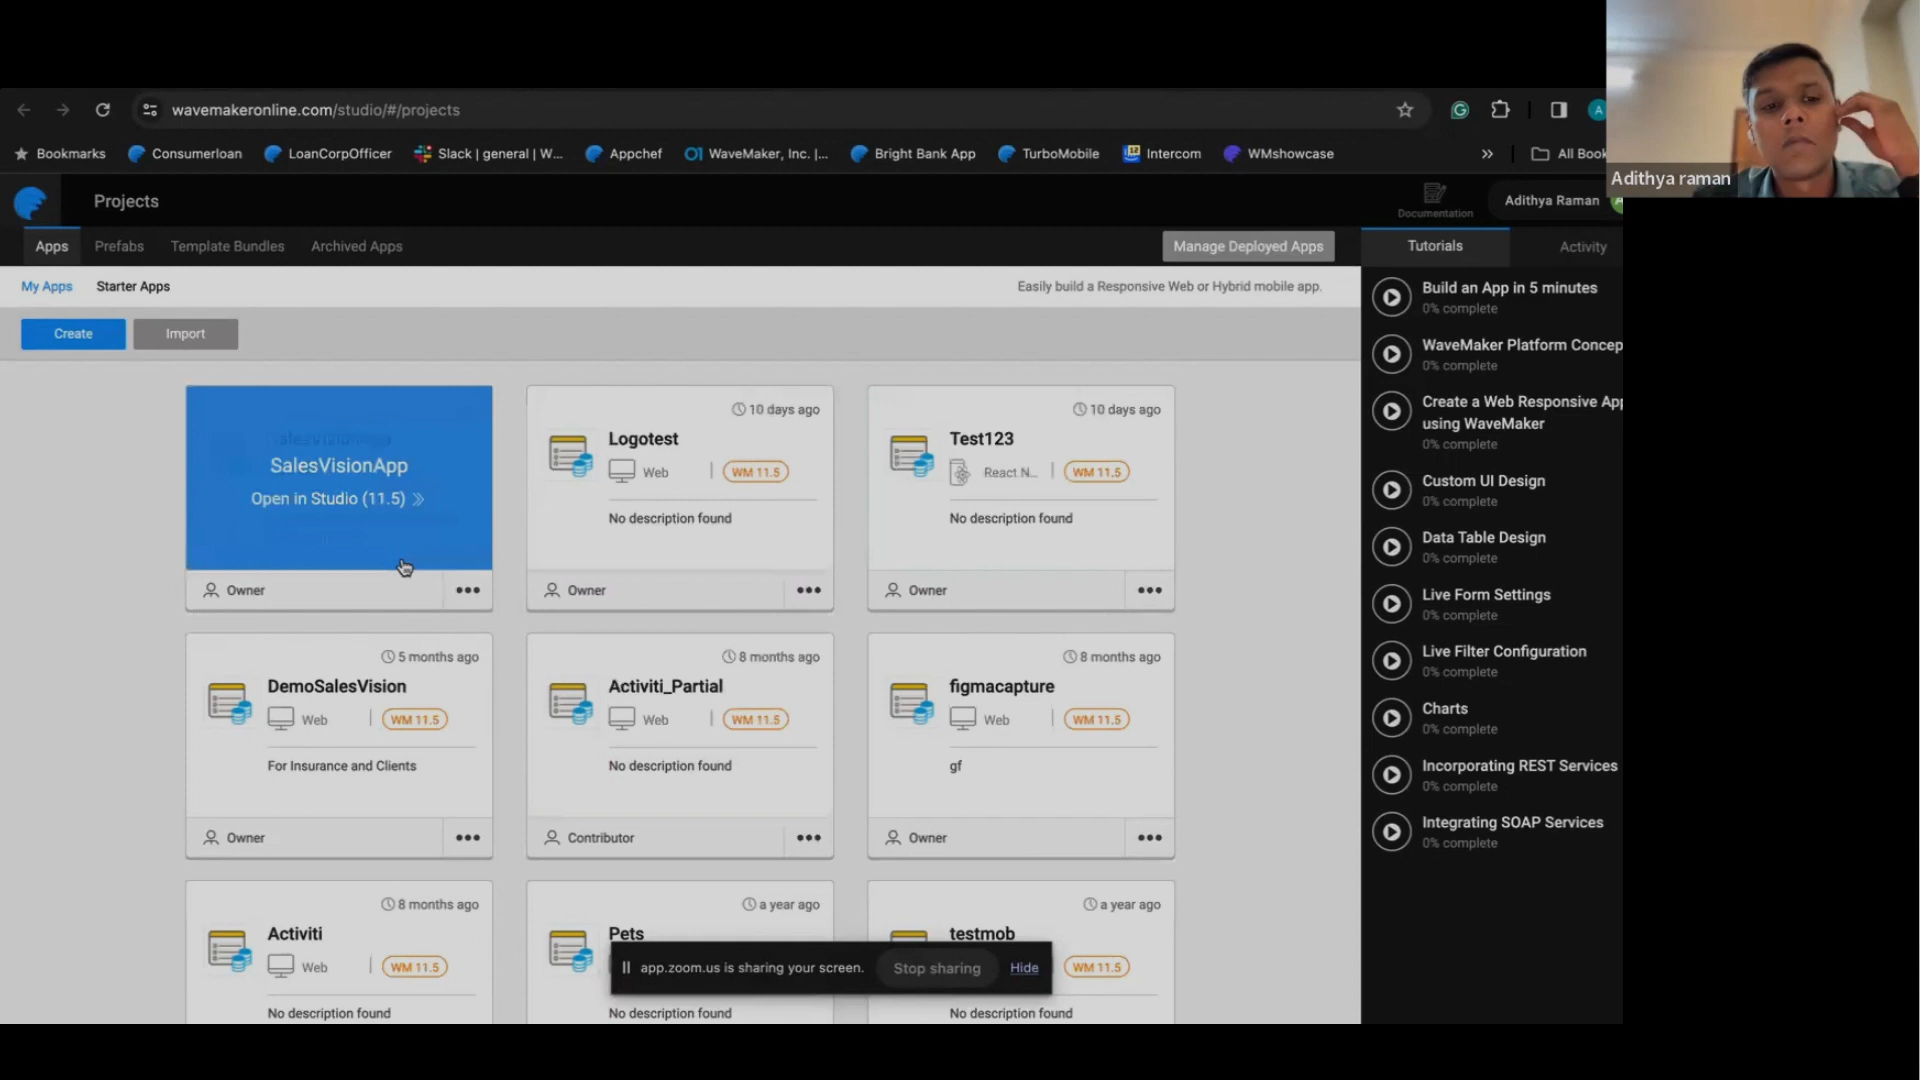 wavemakeronline.com/studio/#/projects
Bookmarks
Consumerloan
LoanCorpOfficer
Slack | general | W...
Appchef
WaveMaker, Inc. |...
Bright Bank App
TurboMobile
Intercom
WMshowcase
All Book
Adithya raman
Projects
Documentation
Adithya Raman
Apps
Prefabs
Template Bundles
Archived Apps
Manage Deployed Apps
Tutorials
Activity
My Apps
Starter Apps
Easily build a Responsive Web or Hybrid mobile app.
Create
Import
SalesVisionApp
Open in Studio (11.5)
Owner
10 days ago
Logotest
Web
WM 11.5
No description found
Owner
10 days ago
Test123
React N...
WM 11.5
No description found
Owner
5 months ago
DemoSalesVision
Web
WM 11.5
For Insurance and Clients
Owner
8 months ago
Activiti_Partial
Web
WM 11.5
No description found
Contributor
8 months ago
figmacapture
Web
WM 11.5
gf
Owner
8 months ago
Activiti
Web
WM 11.5
No description found
a year ago
Pets
No description found
a year ago
testmob
WM 11.5
No description found
app.zoom.us is sharing your screen.
Stop sharing
Hide
Build an App in 5 minutes
0% complete
WaveMaker Platform Concep
0% complete
Create a Web Responsive App
using WaveMaker
0% complete
Custom UI Design
0% complete
Data Table Design
0% complete
Live Form Settings
0% complete
Live Filter Configuration
0% complete
Charts
0% complete
Incorporating REST Services
0% complete
Integrating SOAP Services
0% complete